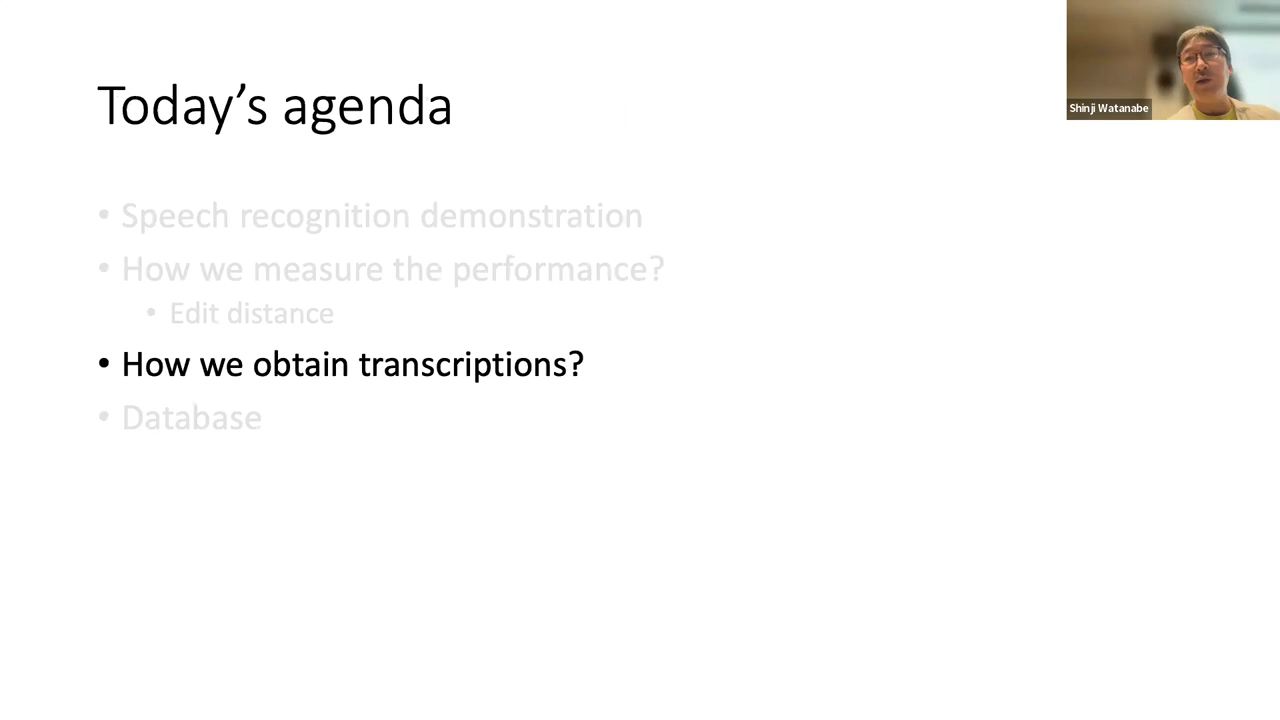 Today’s agenda
Shinji Watanabe
• Speech recognition demonstration
• How we measure the performance?
• Edit distance
• How we obtain transcriptions?
• Database